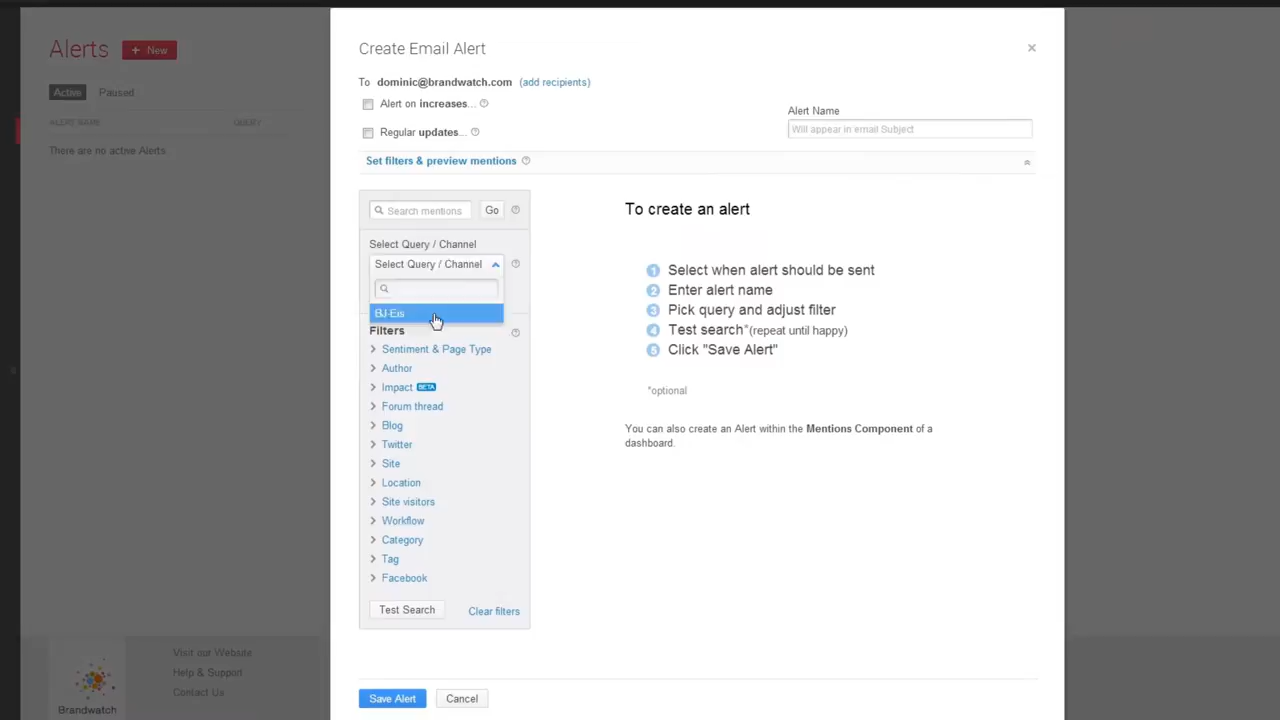 Alerts
+ New
Create Email Alert
×
To dominic@brandwatch.com (add recipients)
Active Paused
Alert on increases...
Alert Name
ALERT NAME QUERY
Will appear in email Subject
Regular updates...
There are no active Alerts
Set filters & preview mentions
Search mentions
Go
To create an alert
Select Query / Channel
Select Query / Channel
1 Select when alert should be sent
2 Enter alert name
BJ-Eis
3 Pick query and adjust filter
Filters
4 Test search*(repeat until happy)
Sentiment & Page Type
5 Click "Save Alert"
Author
Impact BETA
*optional
Forum thread
Blog
You can also create an Alert within the Mentions Component of a
dashboard.
Twitter
Site
Location
Site visitors
Workflow
Category
Tag
Facebook
Test Search
Clear filters
Visit our Website
Help & Support
Contact Us
Brandwatch
Save Alert
Cancel